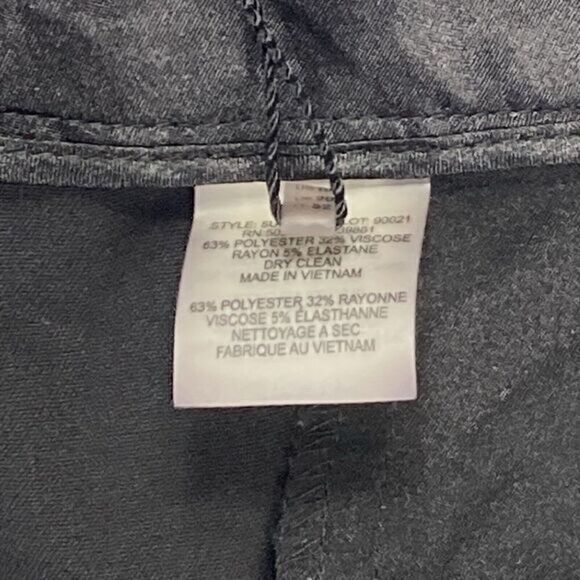 STYLE: LOT: 90021
63% POLYESTER 32% VISCOSE
RAYON 5% ELASTANE
DRY CLEAN
MADE IN VIETNAM
63% POLYESTER 32% RAYONNE
VISCOSE 5% ÉLASTHANNE
NETTOYAGE A SEC
FABRIQUE AU VIETNAM